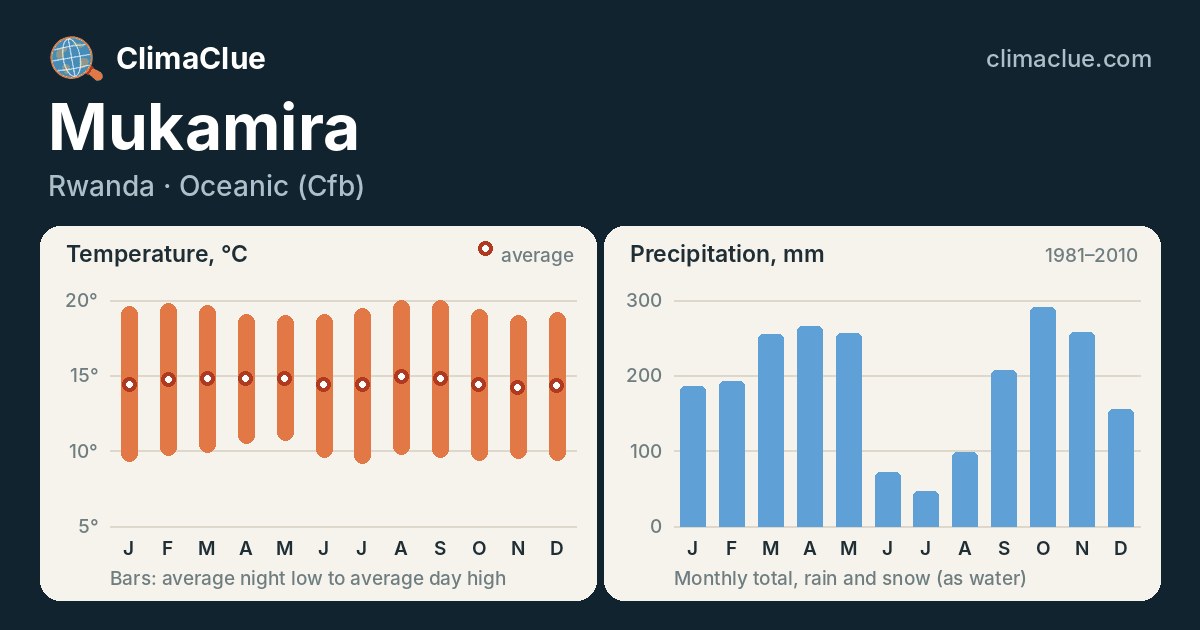 ClimaClue
climaclue.com
Mukamira
Rwanda · Oceanic (Cfb)
Temperature, °C
average
20°
15°
10°
5°
J F M A M J J A S O N D
Bars: average night low to average day high
Precipitation, mm
1981–2010
300
200
100
0
J F M A M J J A S O N D
Monthly total, rain and snow (as water)